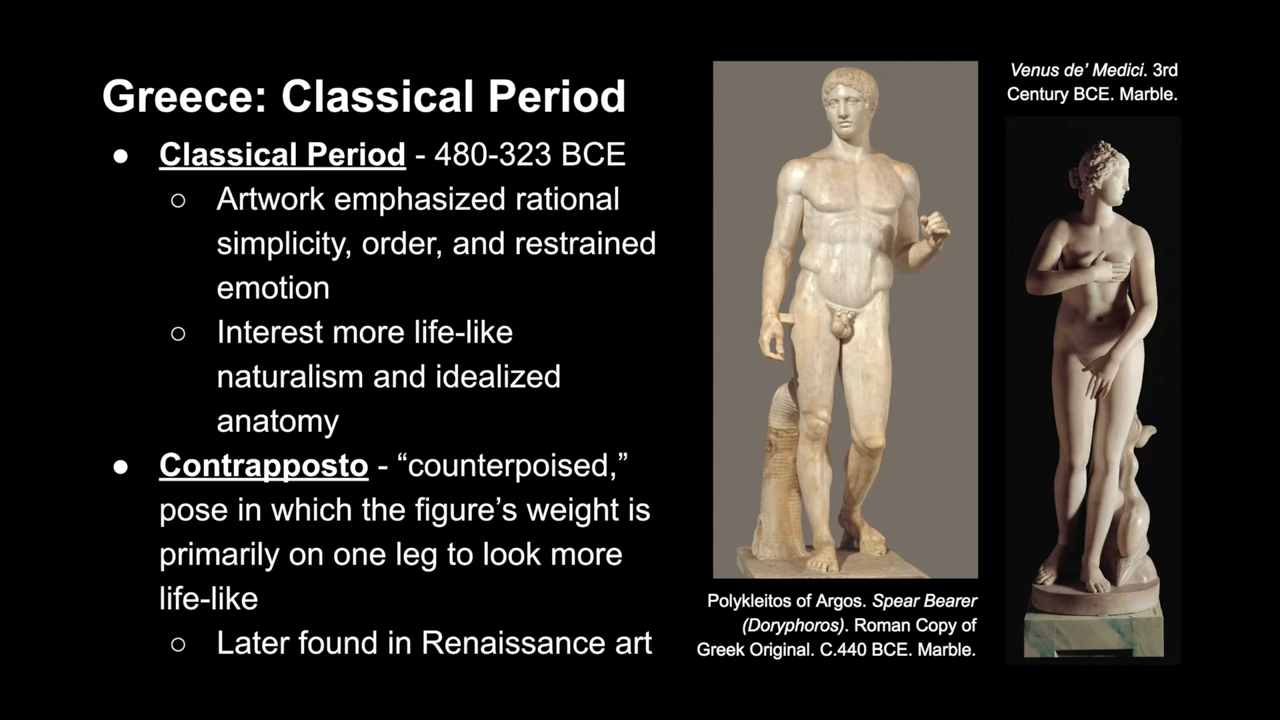 Greece: Classical Period
● Classical Period - 480-323 BCE
○ Artwork emphasized rational
simplicity, order, and restrained
emotion
○ Interest more life-like
naturalism and idealized
anatomy
● Contrapposto - “counterpoised,”
pose in which the figure’s weight is
primarily on one leg to look more
life-like
○ Later found in Renaissance art
Polykleitos of Argos. Spear Bearer
(Doryphoros). Roman Copy of
Greek Original. C.440 BCE. Marble.
Venus de’ Medici. 3rd
Century BCE. Marble.